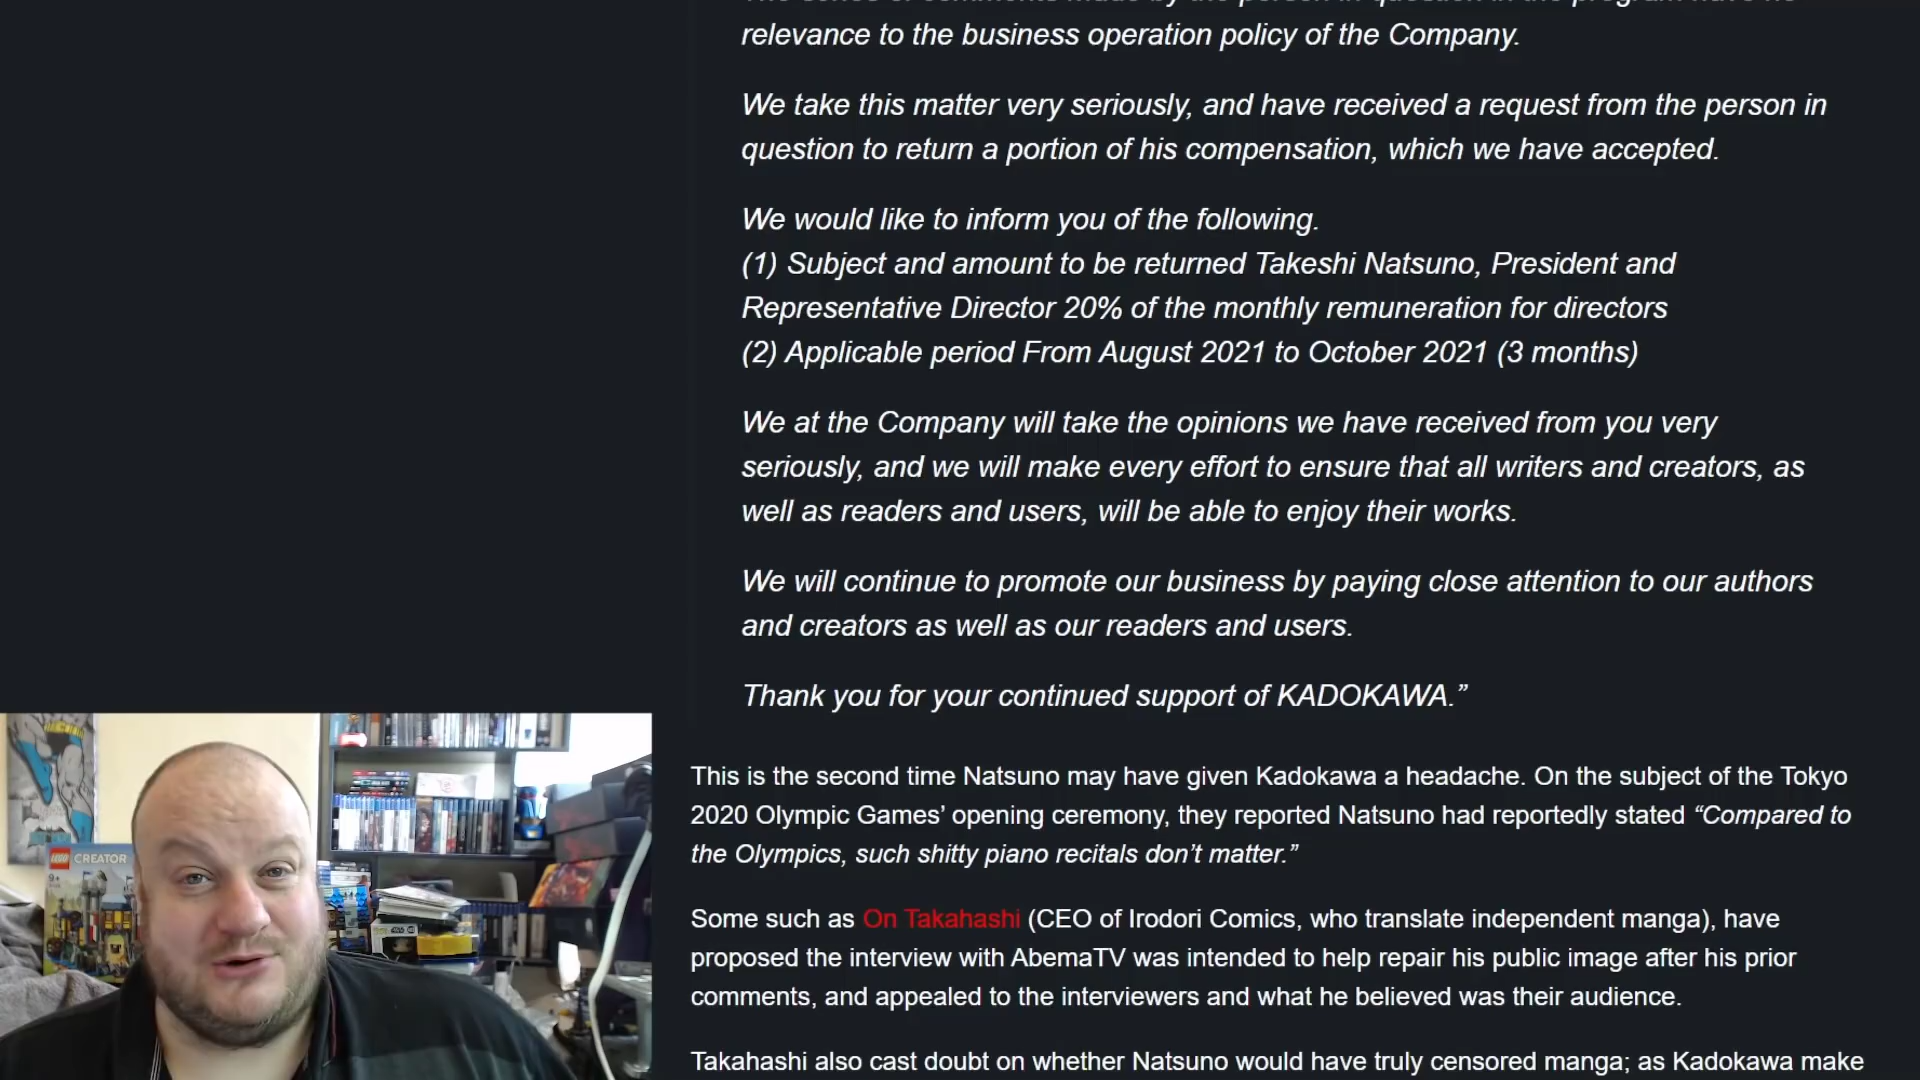 relevance to the business operation policy of the Company.
We take this matter very seriously, and have received a request from the person in
question to return a portion of his compensation, which we have accepted.
We would like to inform you of the following.
(1) Subject and amount to be returned Takeshi Natsuno, President and
Representative Director 20% of the monthly remuneration for directors
(2) Applicable period From August 2021 to October 2021 (3 months)
We at the Company will take the opinions we have received from you very
seriously, and we will make every effort to ensure that all writers and creators, as
well as readers and users, will be able to enjoy their works.
We will continue to promote our business by paying close attention to our authors
and creators as well as our readers and users.
Thank you for your continued support of KADOKAWA.”
This is the second time Natsuno may have given Kadokawa a headache. On the subject of the Tokyo
2020 Olympic Games’ opening ceremony, they reported Natsuno had reportedly stated “Compared to
the Olympics, such shitty piano recitals don’t matter.”
Some such as On Takahashi (CEO of Irodori Comics, who translate independent manga), have
proposed the interview with AbemaTV was intended to help repair his public image after his prior
comments, and appealed to the interviewers and what he believed was their audience.
Takahashi also cast doubt on whether Natsuno would have truly censored manga; as Kadokawa make
LEGO CREATOR
9+